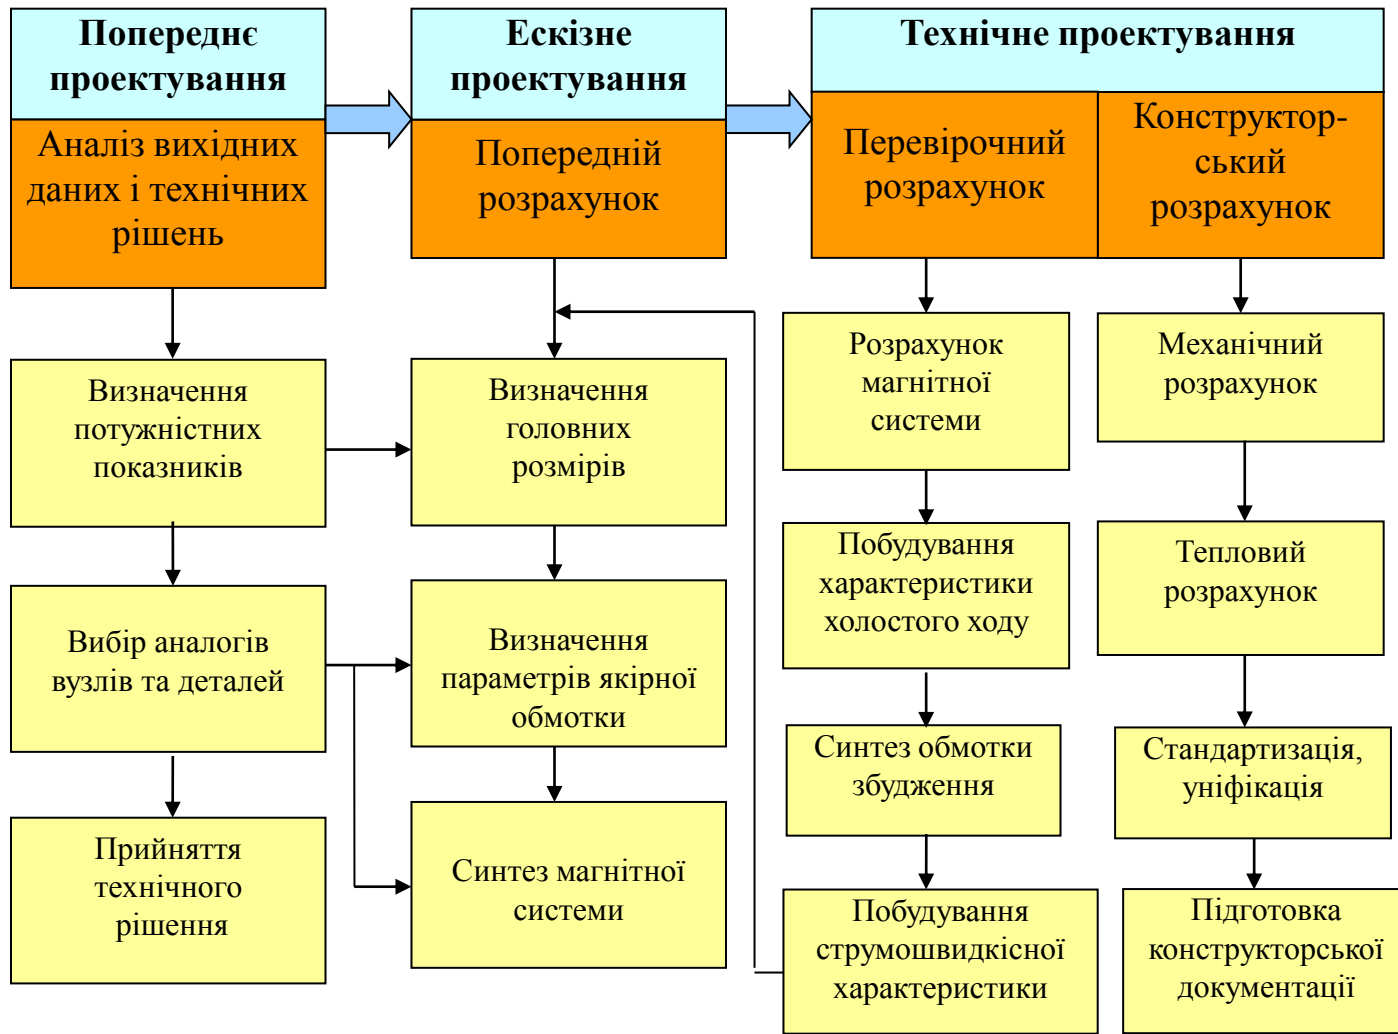 Попереднє
проектування
Ескізне
проектування
Технічне проектування
Аналіз вихідних
даних і технічних
рішень
Попередній
розрахунок
Перевірочний
розрахунок
Конструктор-
ський
розрахунок
Визначення
потужністних
показників
Визначення
головних
розмірів
Розрахунок
магнітної
системи
Механічний
розрахунок
Вибір аналогів
вузлів та деталей
Визначення
параметрів якірної
обмотки
Побудування
характеристики
холостого ходу
Тепловий
розрахунок
Прийняття
технічного
рішення
Синтез магнітної
системи
Синтез обмотки
збудження
Стандартизація,
уніфікація
Побудування
струмошвидкісної
характеристики
Підготовка
конструкторської
документації